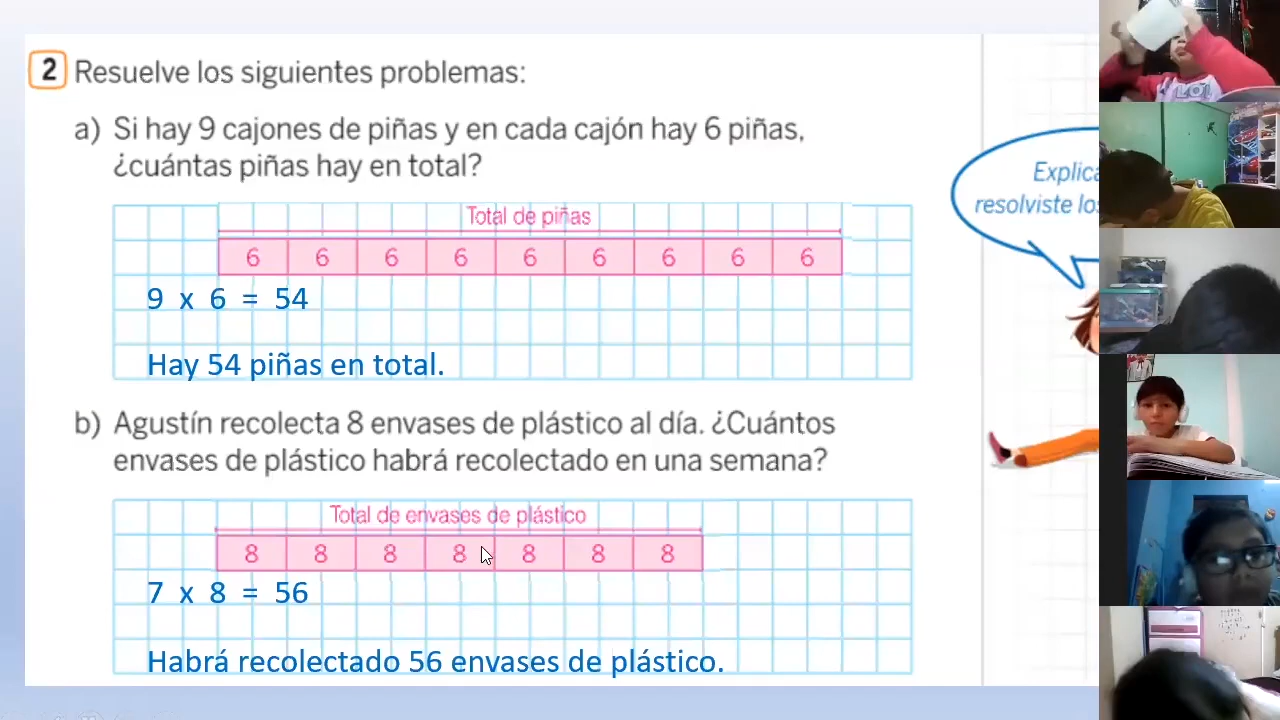 2 Resuelve los siguientes problemas:
a) Si hay 9 cajones de piñas y en cada cajón hay 6 piñas,
¿cuántas piñas hay en total?
Total de piñas
6 6 6 6 6 6 6 6 6
9 x 6 = 54
Hay 54 piñas en total.
b) Agustín recolecta 8 envases de plástico al día. ¿Cuántos
envases de plástico habrá recolectado en una semana?
Total de envases de plástico
8 8 8 8 8 8 8
7 x 8 = 56
Habrá recolectado 56 envases de plástico.
Explica
resolviste los